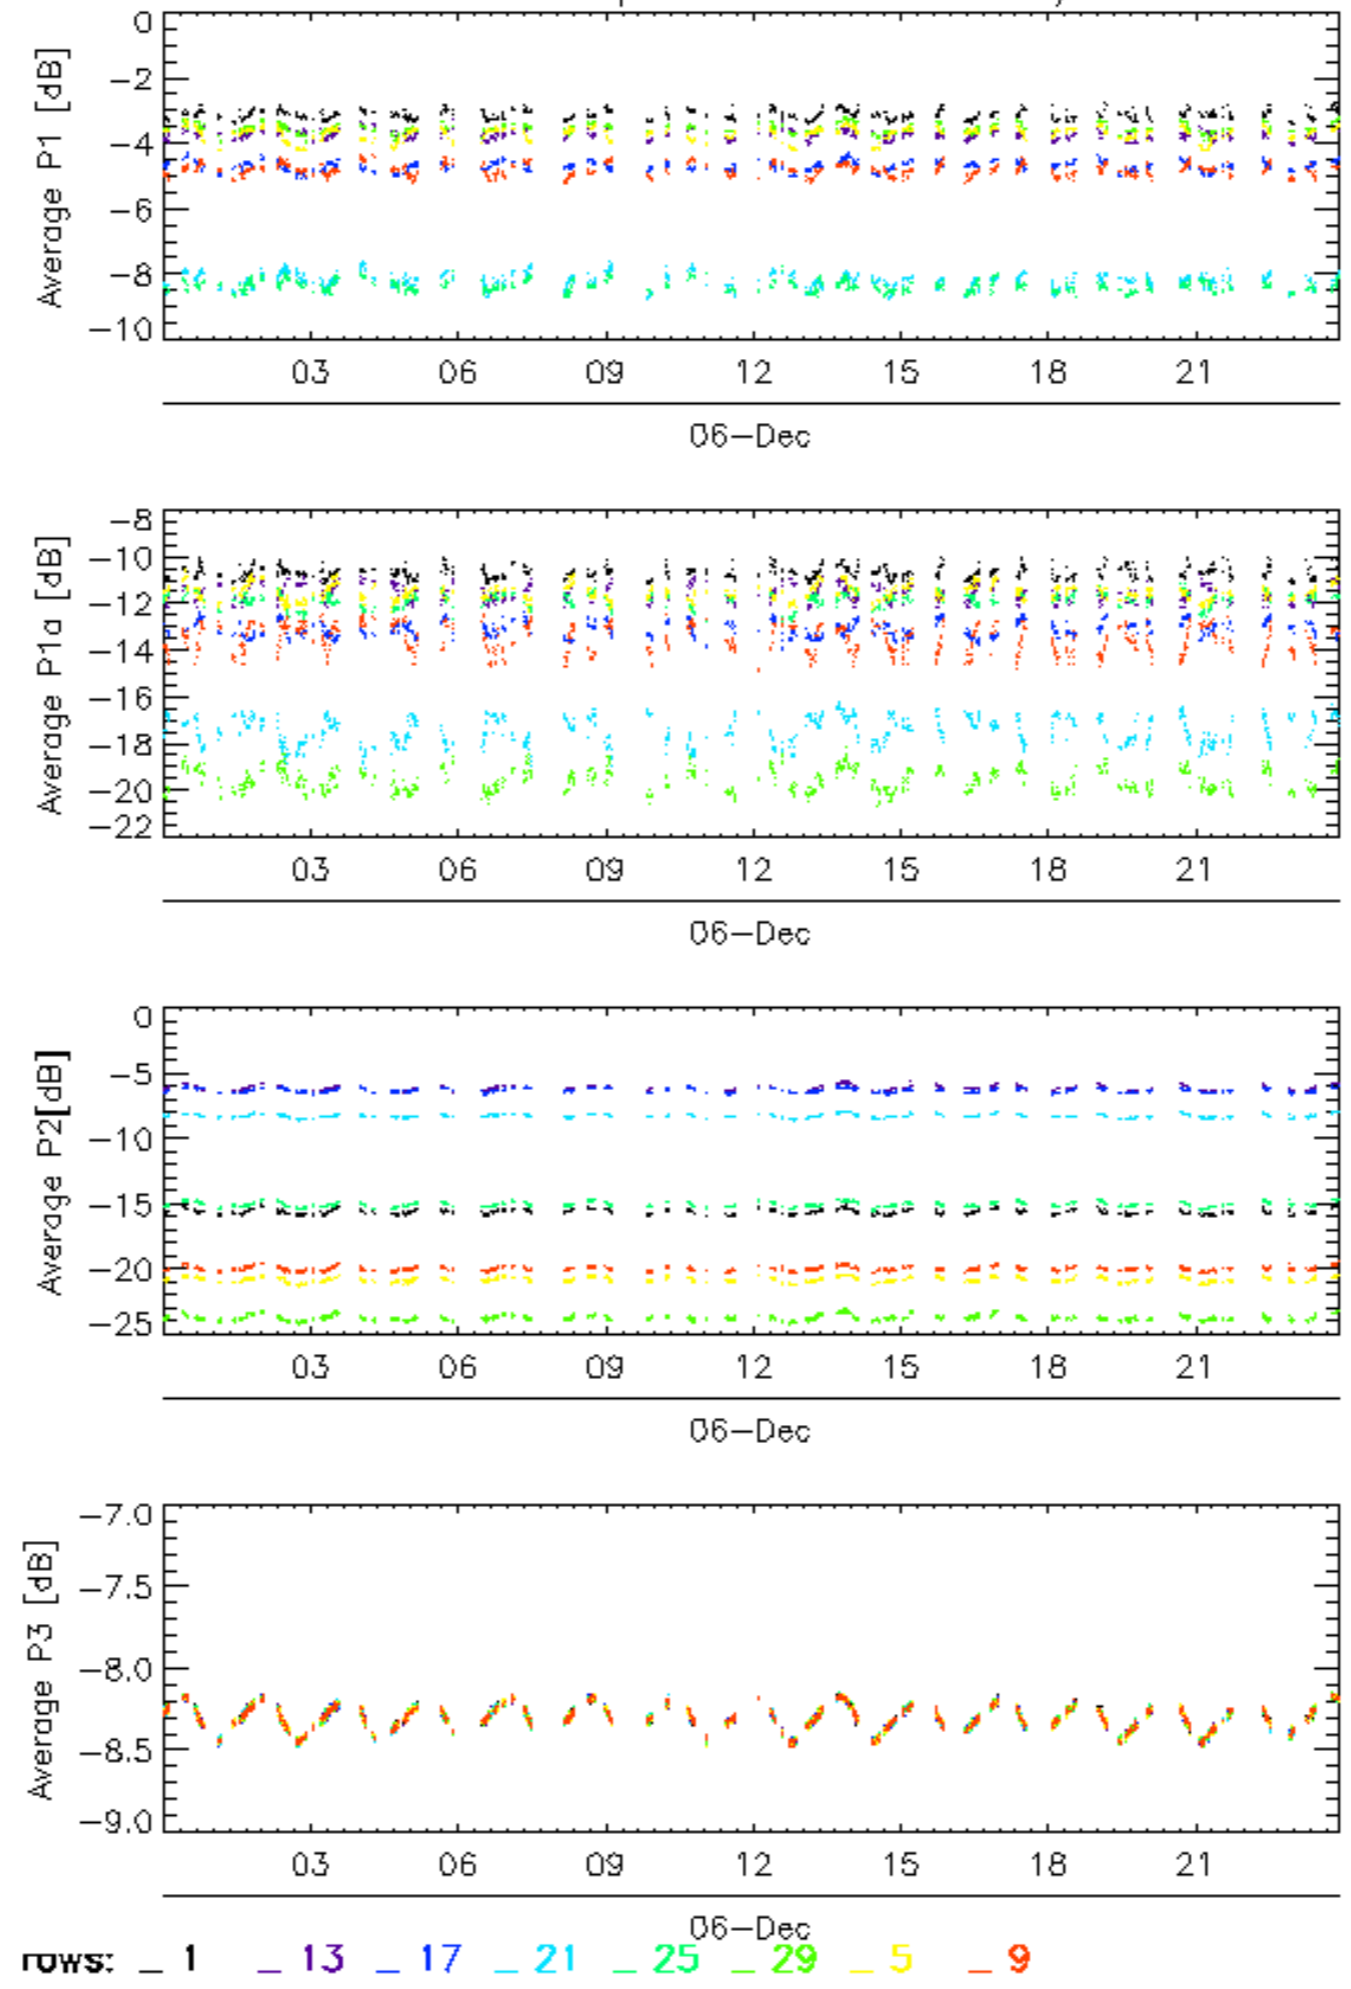 0
−2
−4
−6
−8
−10
Average P1 [dB]
03 06 09 12 15 18 21
06−Dec
−8
−10
−12
−14
−16
−18
−20
−22
Average P1a [dB]
03 06 09 12 15 18 21
06−Dec
0
−5
−10
−15
−20
−25
Average P2[dB]
03 06 09 12 15 18 21
06−Dec
−7.0
−7.5
−8.0
−8.5
−9.0
Average P3 [dB]
03 06 09 12 15 18 21
06−Dec
rows: _ 1 _ 13 _ 17 _ 21 _ 25 _ 29 _ 5 _ 9